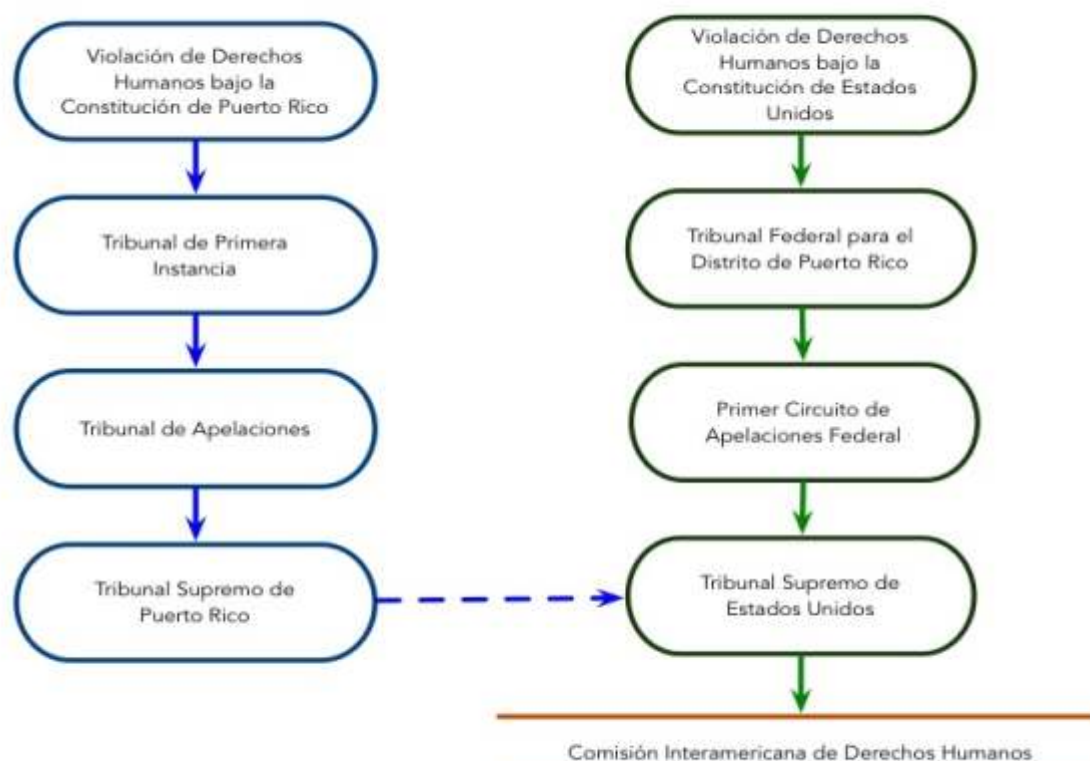 Violación de Derechos
Humanos bajo la
Constitución de Puerto Rico
Tribunal de Primera
Instancia
Tribunal de Apelaciones
Tribunal Supremo de
Puerto Rico
Violación de Derechos
Humanos bajo la
Constitución de Estados
Unidos
Tribunal Federal para el
Distrito de Puerto Rico
Primer Circuito de
Apelaciones Federal
Tribunal Supremo de
Estados Unidos
Comisión Interamericana de Derechos Humanos